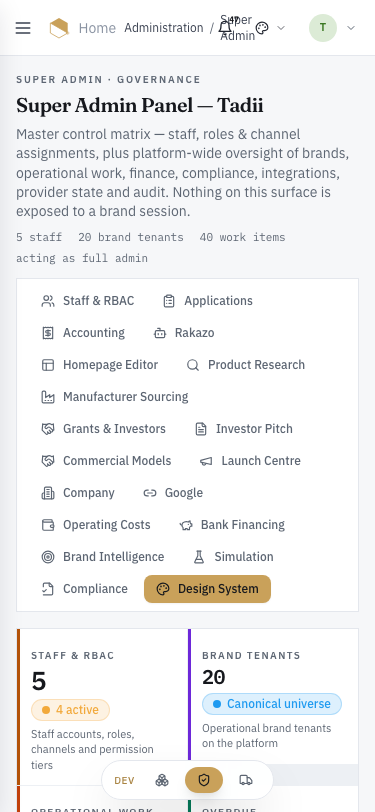 Home Administration / Super Admin T
SUPER ADMIN · GOVERNANCE
Super Admin Panel — Tadii
Master control matrix — staff, roles & channel
assignments, plus platform-wide oversight of brands,
operational work, finance, compliance, integrations,
provider state and audit. Nothing on this surface is
exposed to a brand session.
5 staff 20 brand tenants 40 work items
acting as full admin
Staff & RBAC Applications
Accounting Rakazo
Homepage Editor Product Research
Manufacturer Sourcing
Grants & Investors Investor Pitch
Commercial Models Launch Centre
Company Google
Operating Costs Bank Financing
Brand Intelligence Simulation
Compliance Design System
STAFF & RBAC
5
4 active
Staff accounts, roles,
channels and permission
tiers
BRAND TENANTS
20
Canonical universe
Operational brand tenants
on the platform
DEV
OPERATIONAL WORK OVERDUE